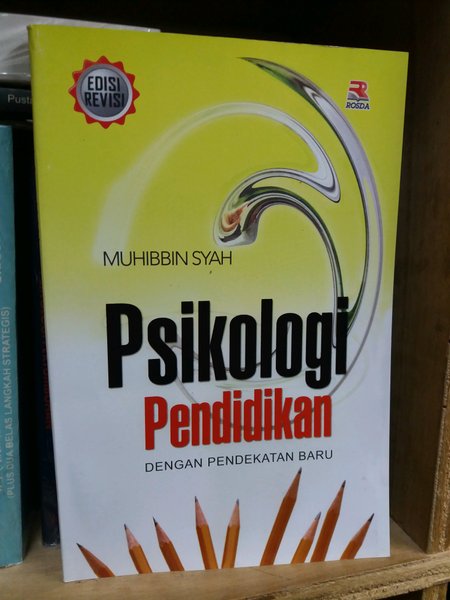 EDISI
REVISI
ROSDA
MUHIBBIN SYAH
Psikologi
Pendidikan
DENGAN PENDEKATAN BARU
(PLUS DUA BELAS LANGKAH STRATEGIS)